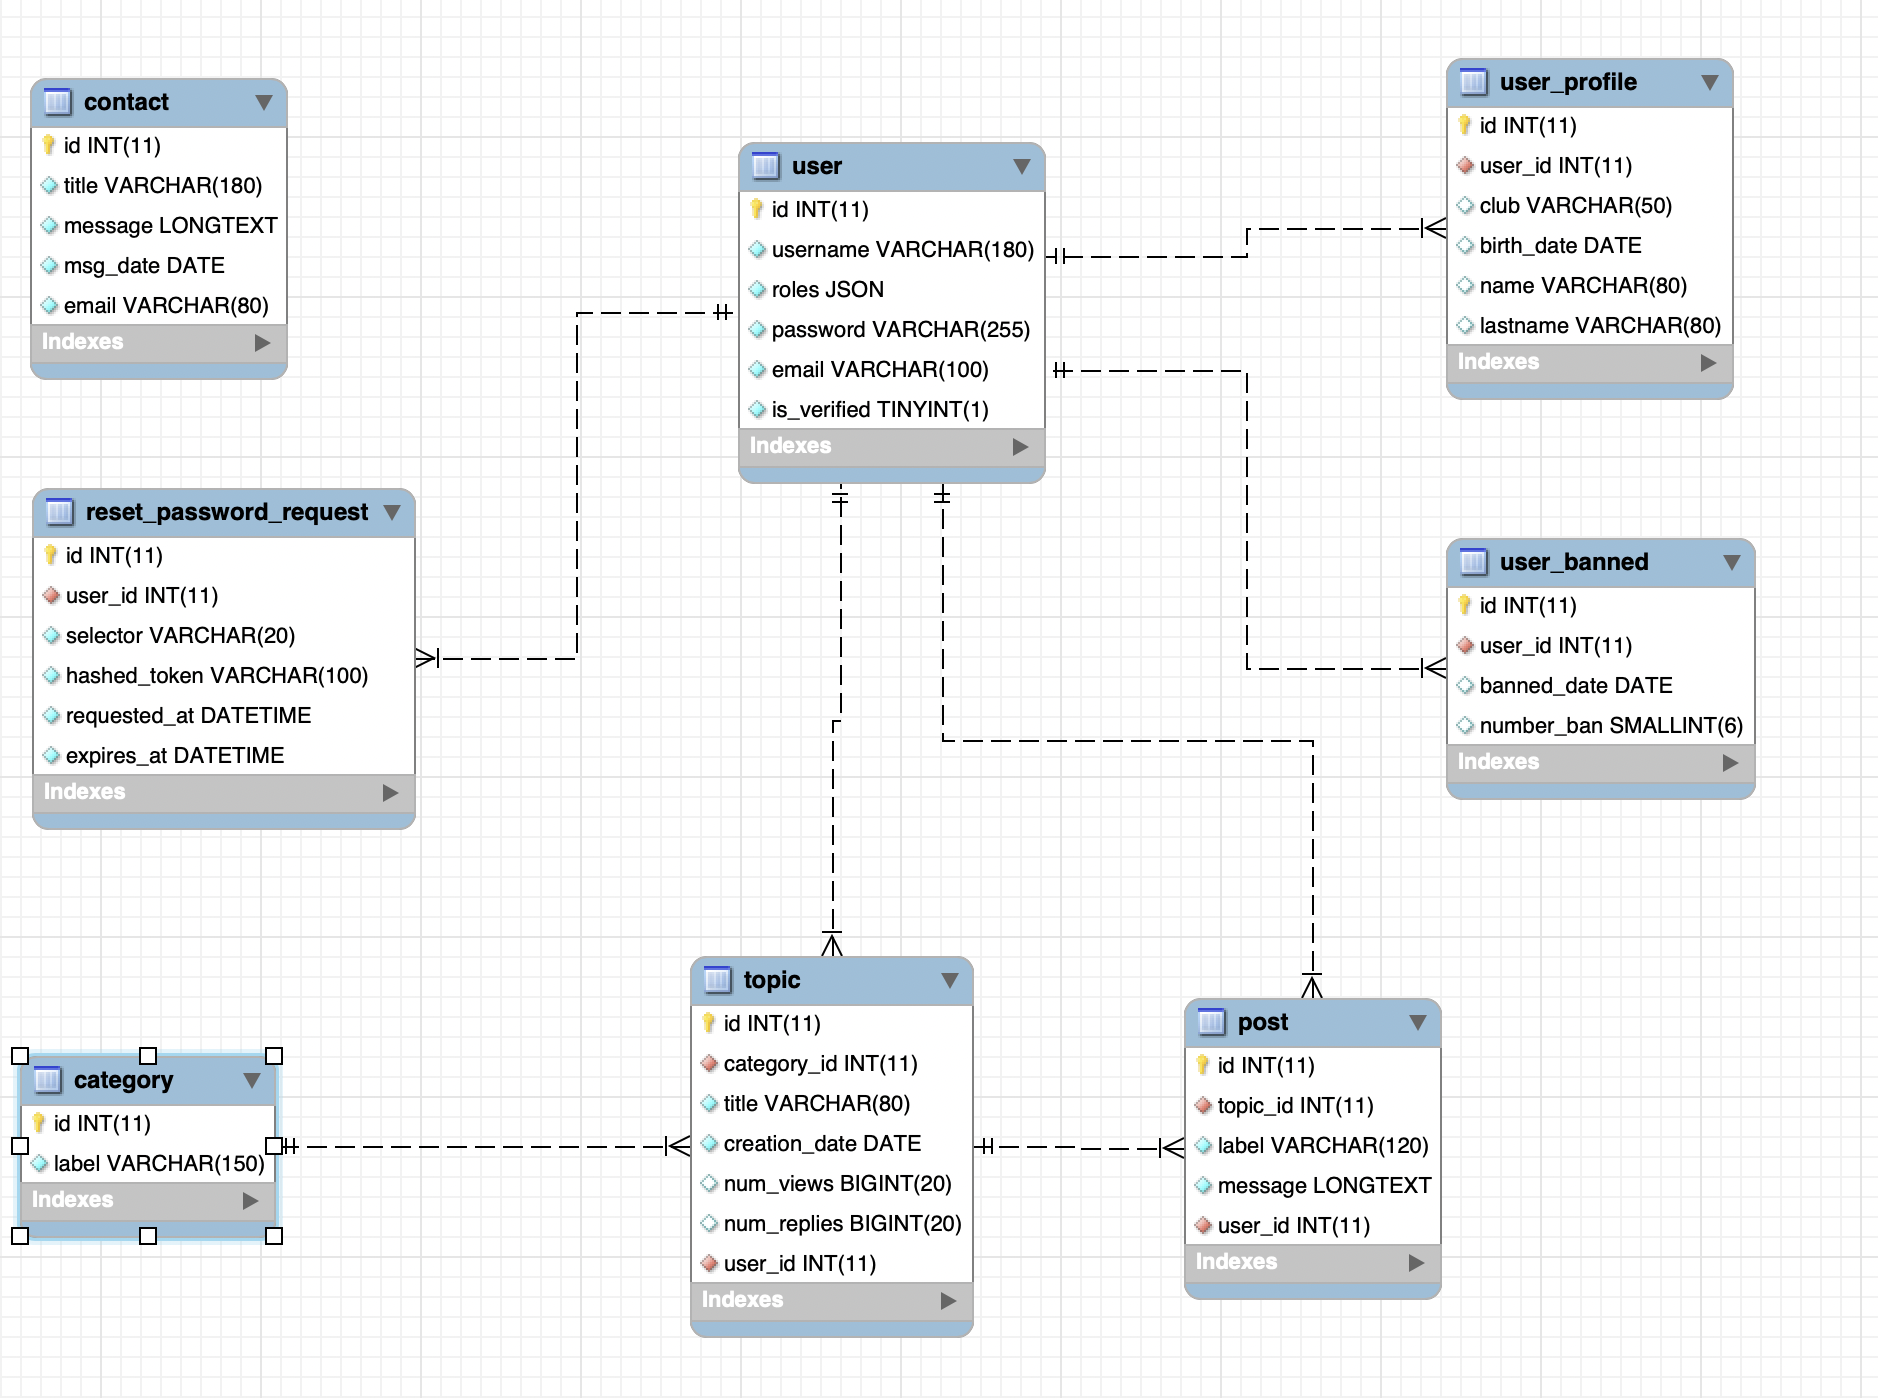 contact
id INT(11)
title VARCHAR(180)
message LONGTEXT
msg_date DATE
email VARCHAR(80)
Indexes
user
id INT(11)
username VARCHAR(180)
roles JSON
password VARCHAR(255)
email VARCHAR(100)
is_verified TINYINT(1)
Indexes
user_profile
id INT(11)
user_id INT(11)
club VARCHAR(50)
birth_date DATE
name VARCHAR(80)
lastname VARCHAR(80)
Indexes
reset_password_request
id INT(11)
user_id INT(11)
selector VARCHAR(20)
hashed_token VARCHAR(100)
requested_at DATETIME
expires_at DATETIME
Indexes
user_banned
id INT(11)
user_id INT(11)
banned_date DATE
number_ban SMALLINT(6)
Indexes
category
id INT(11)
label VARCHAR(150)
Indexes
topic
id INT(11)
category_id INT(11)
title VARCHAR(80)
creation_date DATE
num_views BIGINT(20)
num_replies BIGINT(20)
user_id INT(11)
Indexes
post
id INT(11)
topic_id INT(11)
label VARCHAR(120)
message LONGTEXT
user_id INT(11)
Indexes